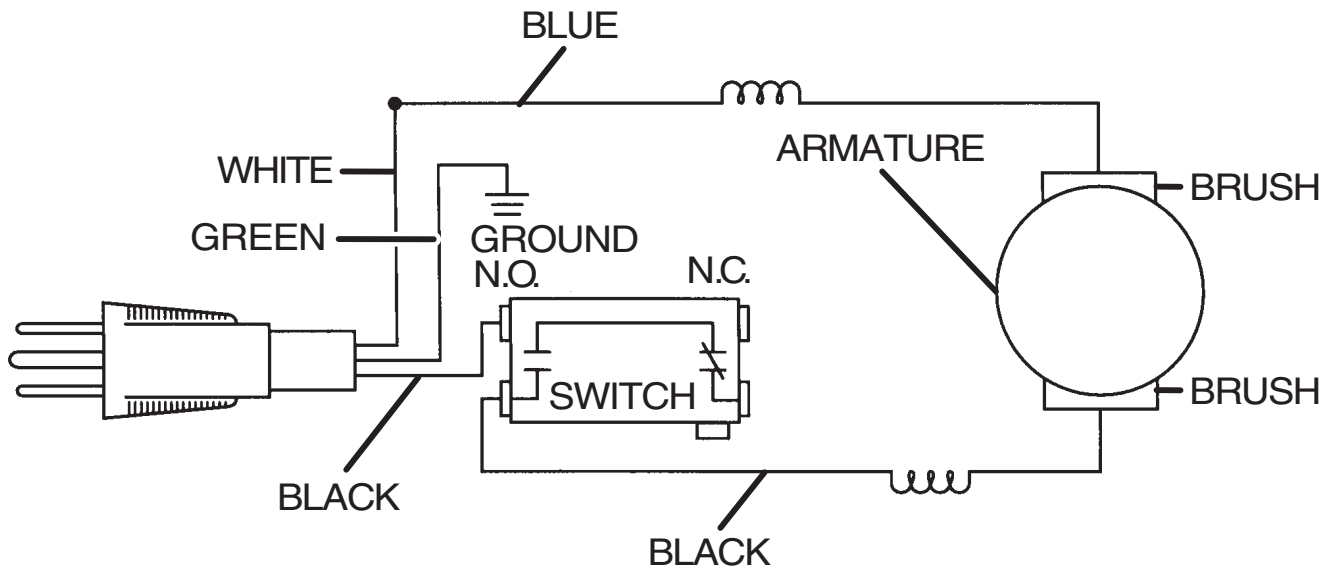 BLUE
ARMATURE
WHITE
BRUSH
GREEN
GROUND
N.O.
N.C.
SWITCH
BRUSH
BLACK
BLACK